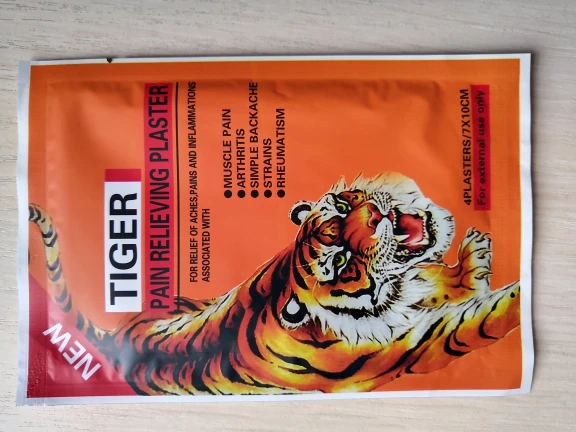 NEW
TIGER
PAIN RELIEVING PLASTER
FOR RELIEF OF ACHES,PAINS AND INFLAMMATIONS
ASSOCIATED WITH
●MUSCLE PAIN
●ARTHRITIS
●SIMPLE BACKACHE
●STRAINS
●RHEUMATISM
4PLASTERS/7X10CM
For external use only